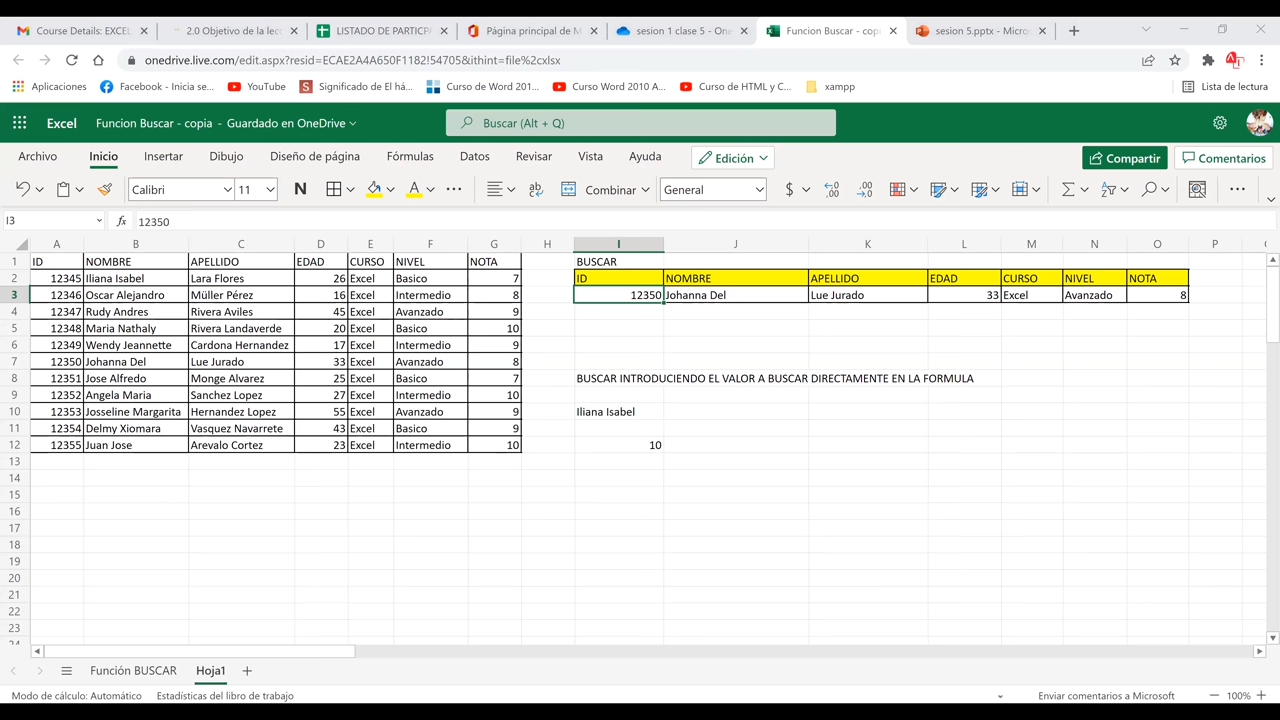 Course Details: EXCEL
2.0 Objetivo de la lecc
LISTADO DE PARTICPA
Página principal de M
sesion 1 clase 5 - One
Funcion Buscar - copia
sesion 5.pptx - Micros
onedrive.live.com/edit.aspx?resid=ECAE2A4A650F1182!54705&ithint=file%2cxlsx
Aplicaciones
Facebook - Inicia se...
YouTube
Significado de El há...
Curso de Word 201...
Curso Word 2010 A...
Curso de HTML y C...
xampp
Lista de lectura
Excel
Funcion Buscar - copia - Guardado en OneDrive
Buscar (Alt + Q)
Archivo Inicio Insertar Dibujo Diseño de página Fórmulas Datos Revisar Vista Ayuda Edición Compartir Comentarios
Calibri 11 N A Combinar General $
I3 fx 12350
A B C D E F G H I J K L M N O P
1 ID NOMBRE APELLIDO EDAD CURSO NIVEL NOTA BUSCAR
2 12345 Iliana Isabel Lara Flores 26 Excel Basico 7 ID NOMBRE APELLIDO EDAD CURSO NIVEL NOTA
3 12346 Oscar Alejandro Müller Pérez 16 Excel Intermedio 8 12350 Johanna Del Lue Jurado 33 Excel Avanzado 8
4 12347 Rudy Andres Rivera Aviles 45 Excel Avanzado 9
5 12348 Maria Nathaly Rivera Landaverde 20 Excel Basico 10
6 12349 Wendy Jeannette Cardona Hernandez 17 Excel Intermedio 9
7 12350 Johanna Del Lue Jurado 33 Excel Avanzado 8
8 12351 Jose Alfredo Monge Alvarez 25 Excel Basico 7 BUSCAR INTRODUCIENDO EL VALOR A BUSCAR DIRECTAMENTE EN LA FORMULA
9 12352 Angela Maria Sanchez Lopez 27 Excel Intermedio 10
10 12353 Josseline Margarita Hernandez Lopez 55 Excel Avanzado 9 Iliana Isabel
11 12354 Delmy Xiomara Vasquez Navarrete 43 Excel Basico 9
12 12355 Juan Jose Arevalo Cortez 23 Excel Intermedio 10 10
13
14
15
16
17
18
19
20
21
22
23
24
Función BUSCAR Hoja1
Modo de cálculo: Automático Estadísticas del libro de trabajo Enviar comentarios a Microsoft 100%